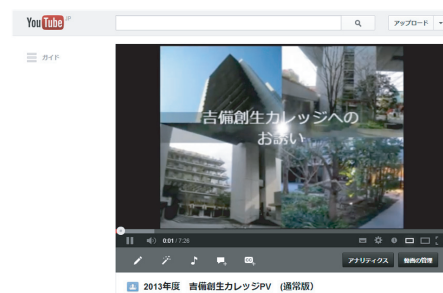 You Tube JP
アップロード
ガイド
吉備創生カレッジへの
お誘い
0:01 / 7:26
アナリティクス
動画の管理
2013年度 吉備創生カレッジPV (通常版)